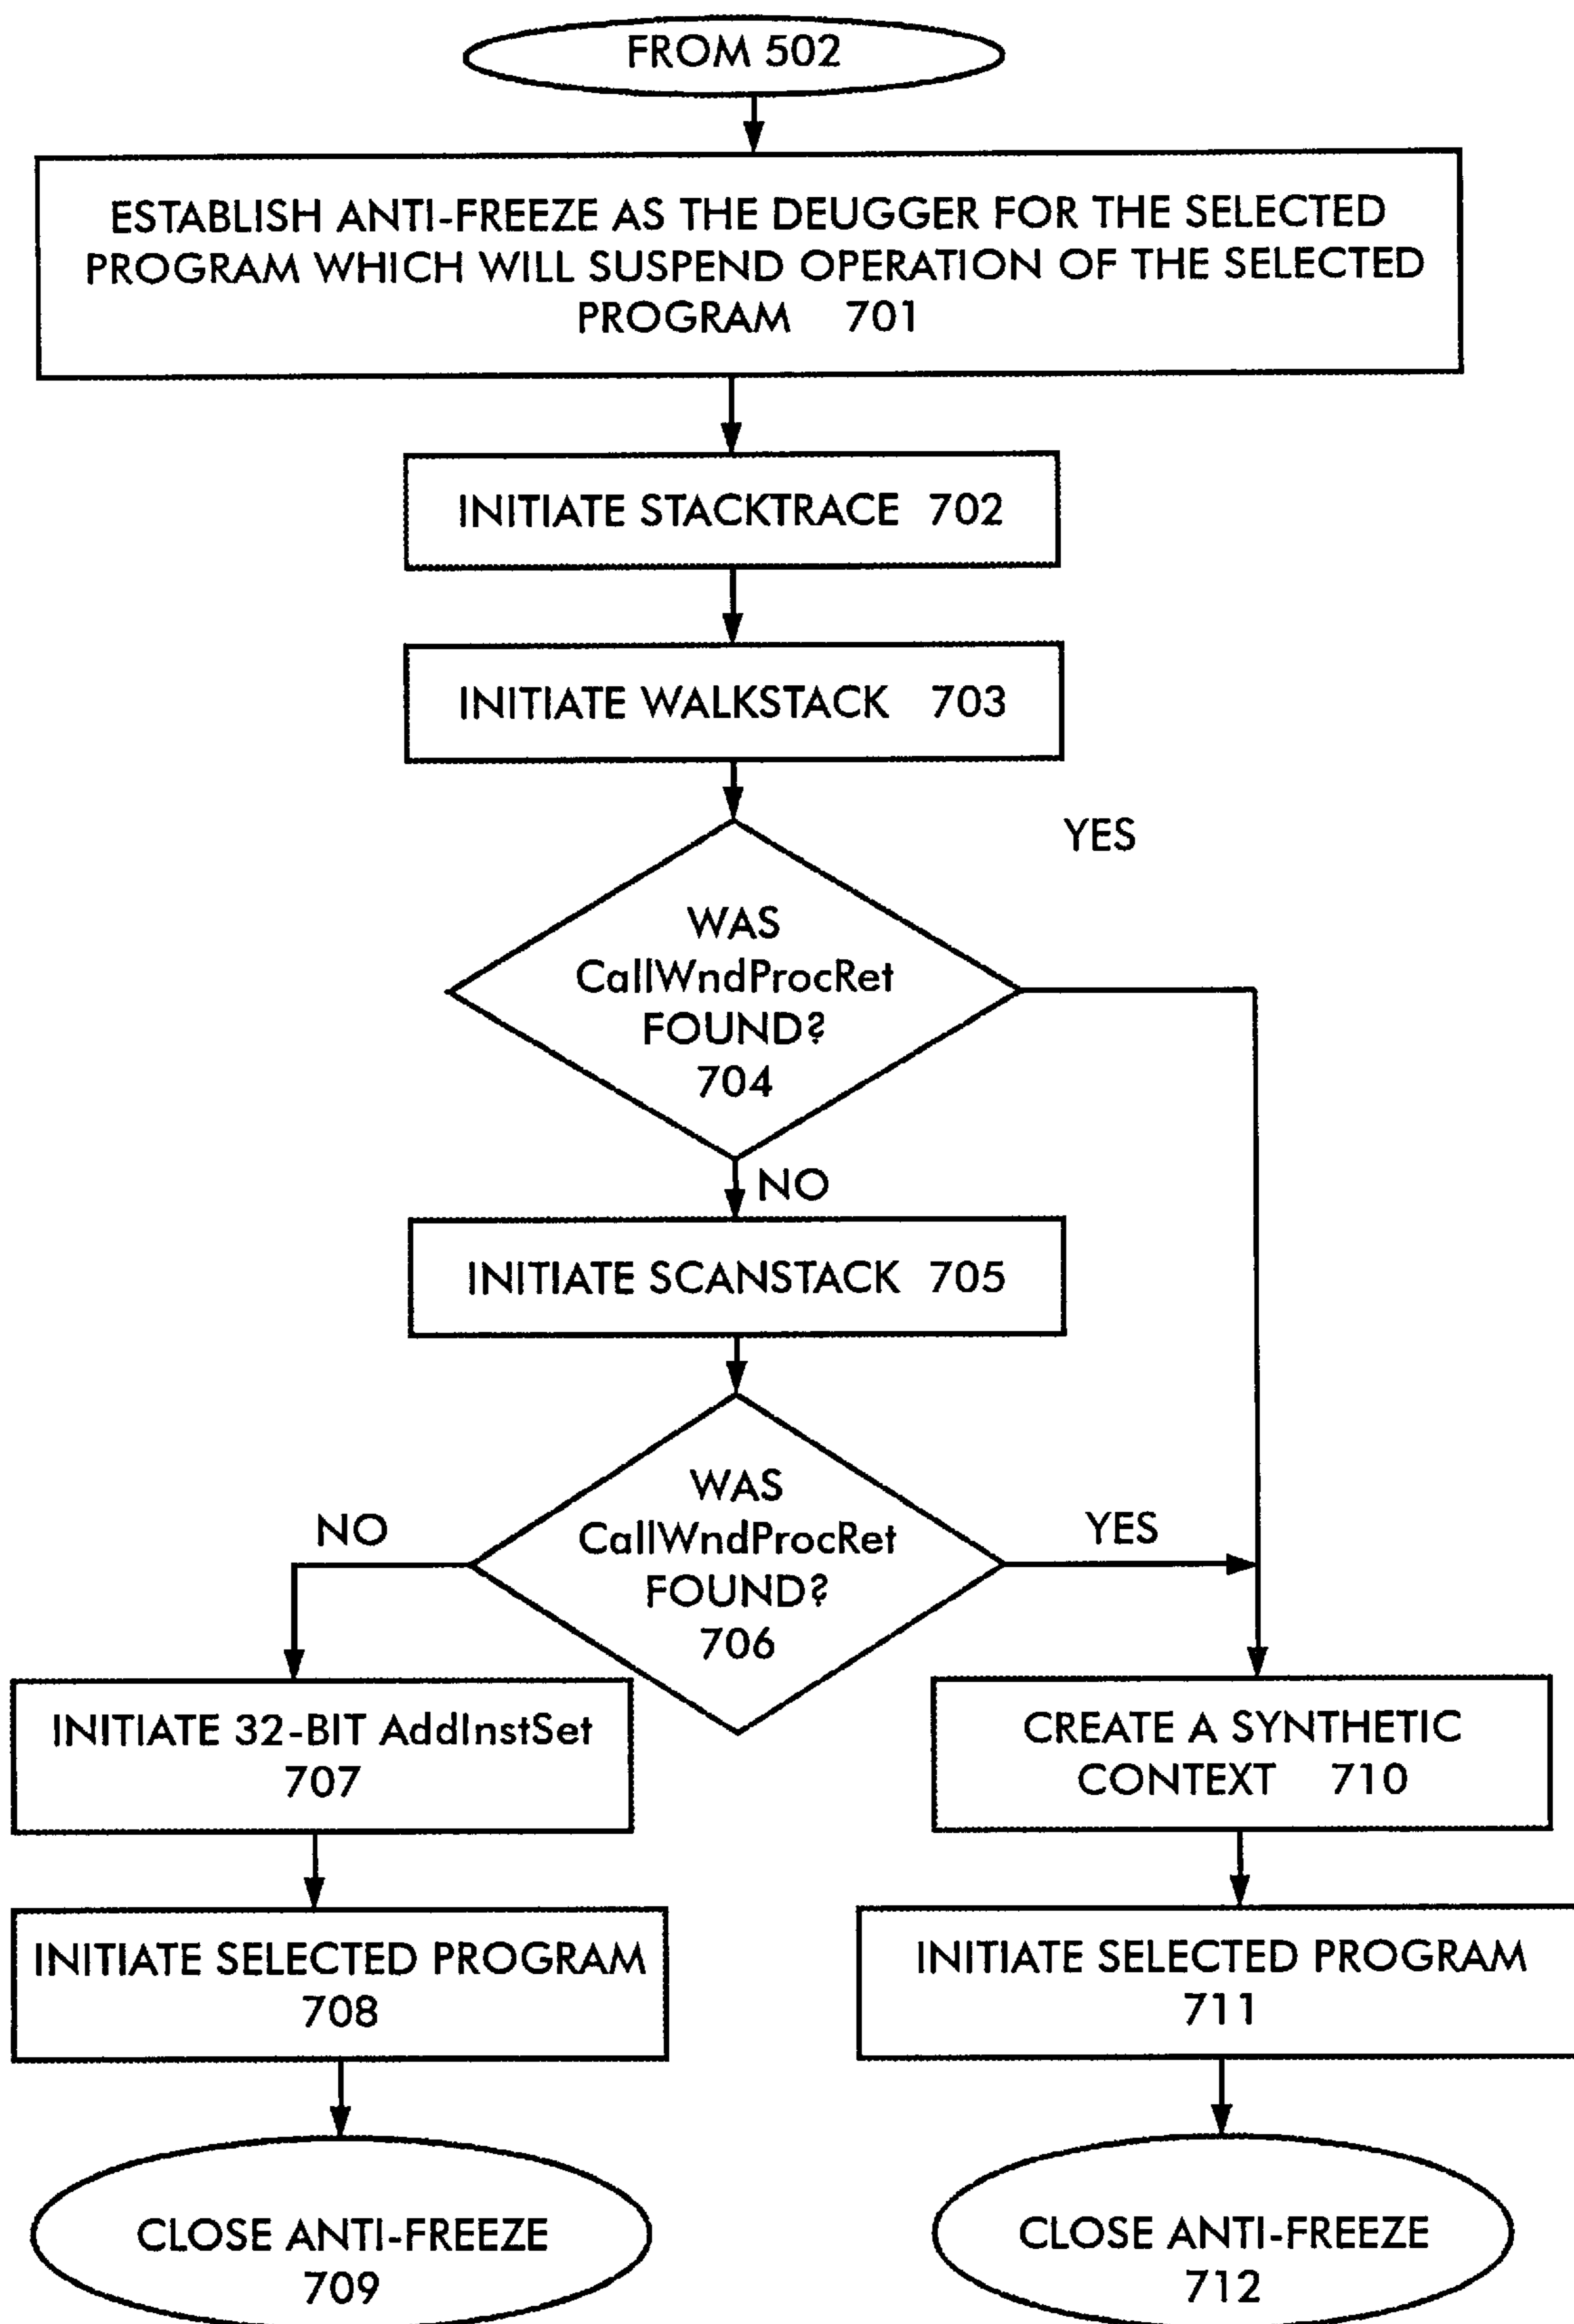 FROM 502
ESTABLISH ANTI-FREEZE AS THE DEUGGER FOR THE SELECTED
PROGRAM WHICH WILL SUSPEND OPERATION OF THE SELECTED
PROGRAM 701
INITIATE STACKTRACE 702
INITIATE WALKSTACK 703
YES
WAS
CallWndProcRet
FOUND?
704
NO
INITIATE SCANSTACK 705
WAS
CallWndProcRet
FOUND?
706
NO
YES
INITIATE 32-BIT AddInstSet
707
CREATE A SYNTHETIC
CONTEXT 710
INITIATE SELECTED PROGRAM
708
INITIATE SELECTED PROGRAM
711
CLOSE ANTI-FREEZE
709
CLOSE ANTI-FREEZE
712